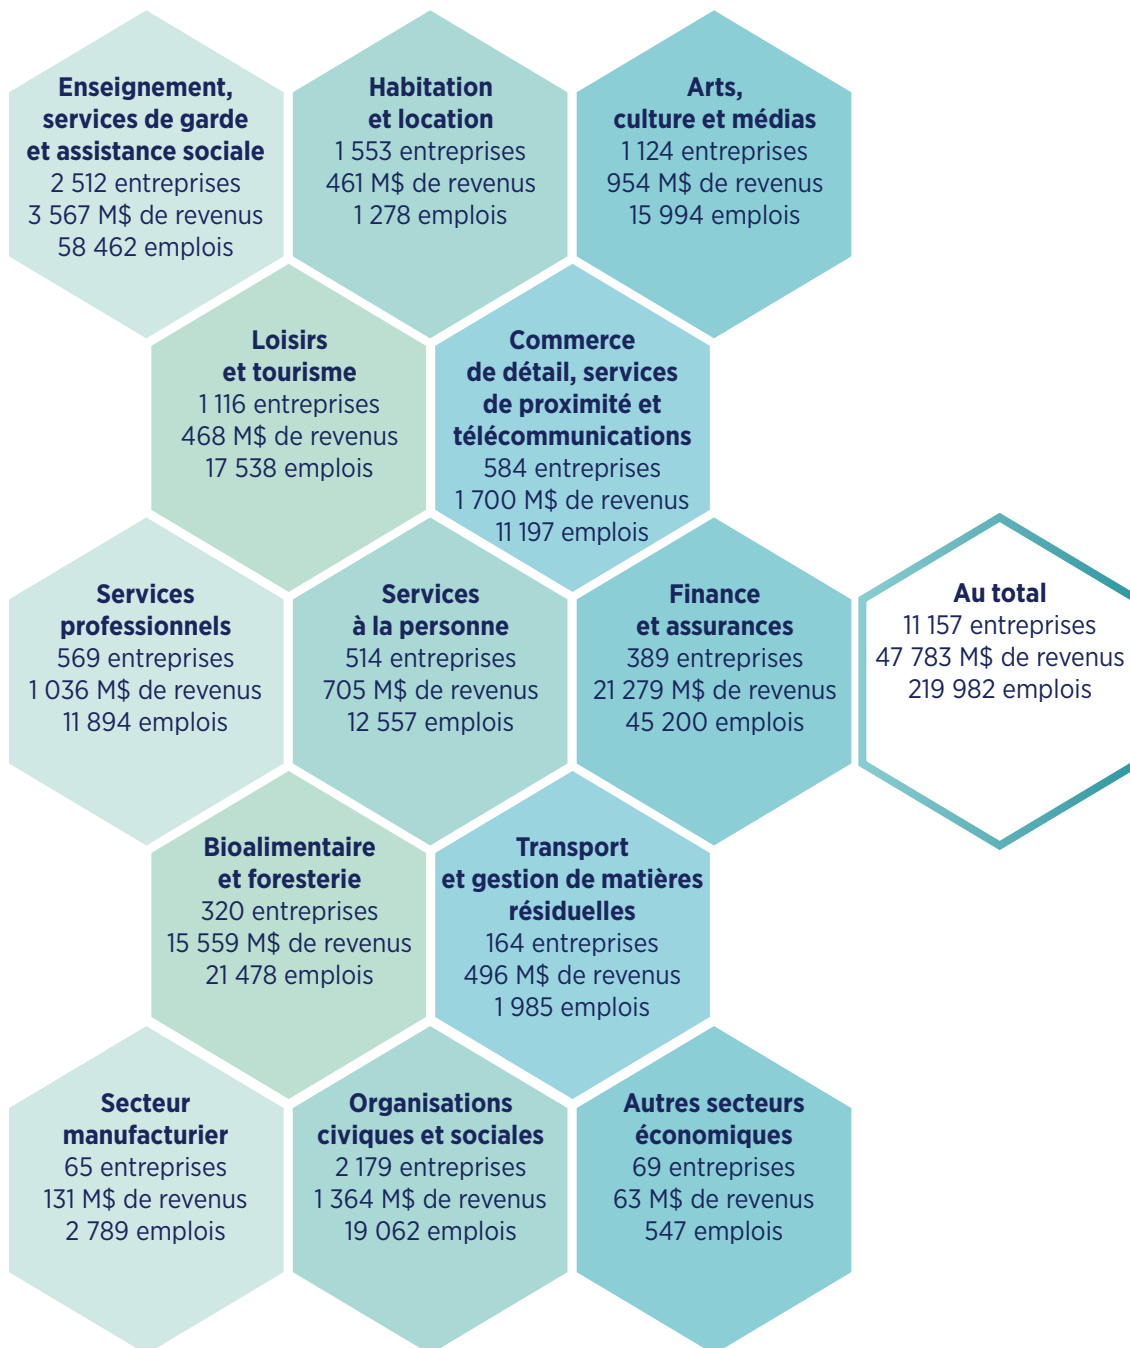 Enseignement,
services de garde
et assistance sociale
2 512 entreprises
3 567 M$ de revenus
58 462 emplois
Habitation
et location
1 553 entreprises
461 M$ de revenus
1 278 emplois
Arts,
culture et médias
1 124 entreprises
954 M$ de revenus
15 994 emplois
Loisirs
et tourisme
1 116 entreprises
468 M$ de revenus
17 538 emplois
Commerce
de détail, services
de proximité et
télécommunications
584 entreprises
1 700 M$ de revenus
11 197 emplois
Services
professionnels
569 entreprises
1 036 M$ de revenus
11 894 emplois
Services
à la personne
514 entreprises
705 M$ de revenus
12 557 emplois
Finance
et assurances
389 entreprises
21 279 M$ de revenus
45 200 emplois
Au total
11 157 entreprises
47 783 M$ de revenus
219 982 emplois
Bioalimentaire
et foresterie
320 entreprises
15 559 M$ de revenus
21 478 emplois
Transport
et gestion de matières
résiduelles
164 entreprises
496 M$ de revenus
1 985 emplois
Secteur
manufacturier
65 entreprises
131 M$ de revenus
2 789 emplois
Organisations
civiques et sociales
2 179 entreprises
1 364 M$ de revenus
19 062 emplois
Autres secteurs
économiques
69 entreprises
63 M$ de revenus
547 emplois